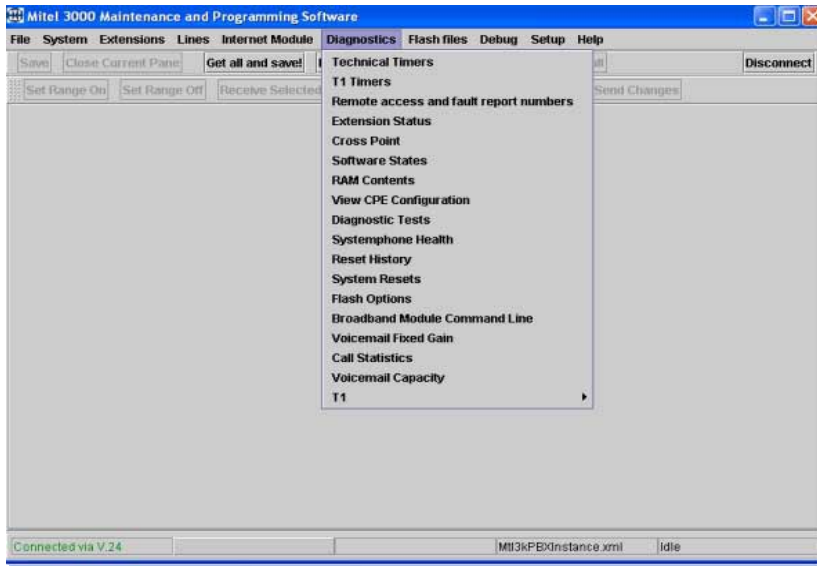 Mitel 3000 Maintenance and Programming Software
File System Extensions Lines Internet Module Diagnostics Flash files Debug Setup Help
Save Close Current Pane Get all and save! Disconnect
Set Range On Set Range Off Receive Selected Send Changes
Technical Timers
T1 Timers
Remote access and fault report numbers
Extension Status
Cross Point
Software States
RAM Contents
View CPE Configuration
Diagnostic Tests
Systemphone Health
Reset History
System Resets
Flash Options
Broadband Module Command Line
Voicemail Fixed Gain
Call Statistics
Voicemail Capacity
T1
Connected via V.24 Mtl3kPBXInstance.xml Idle